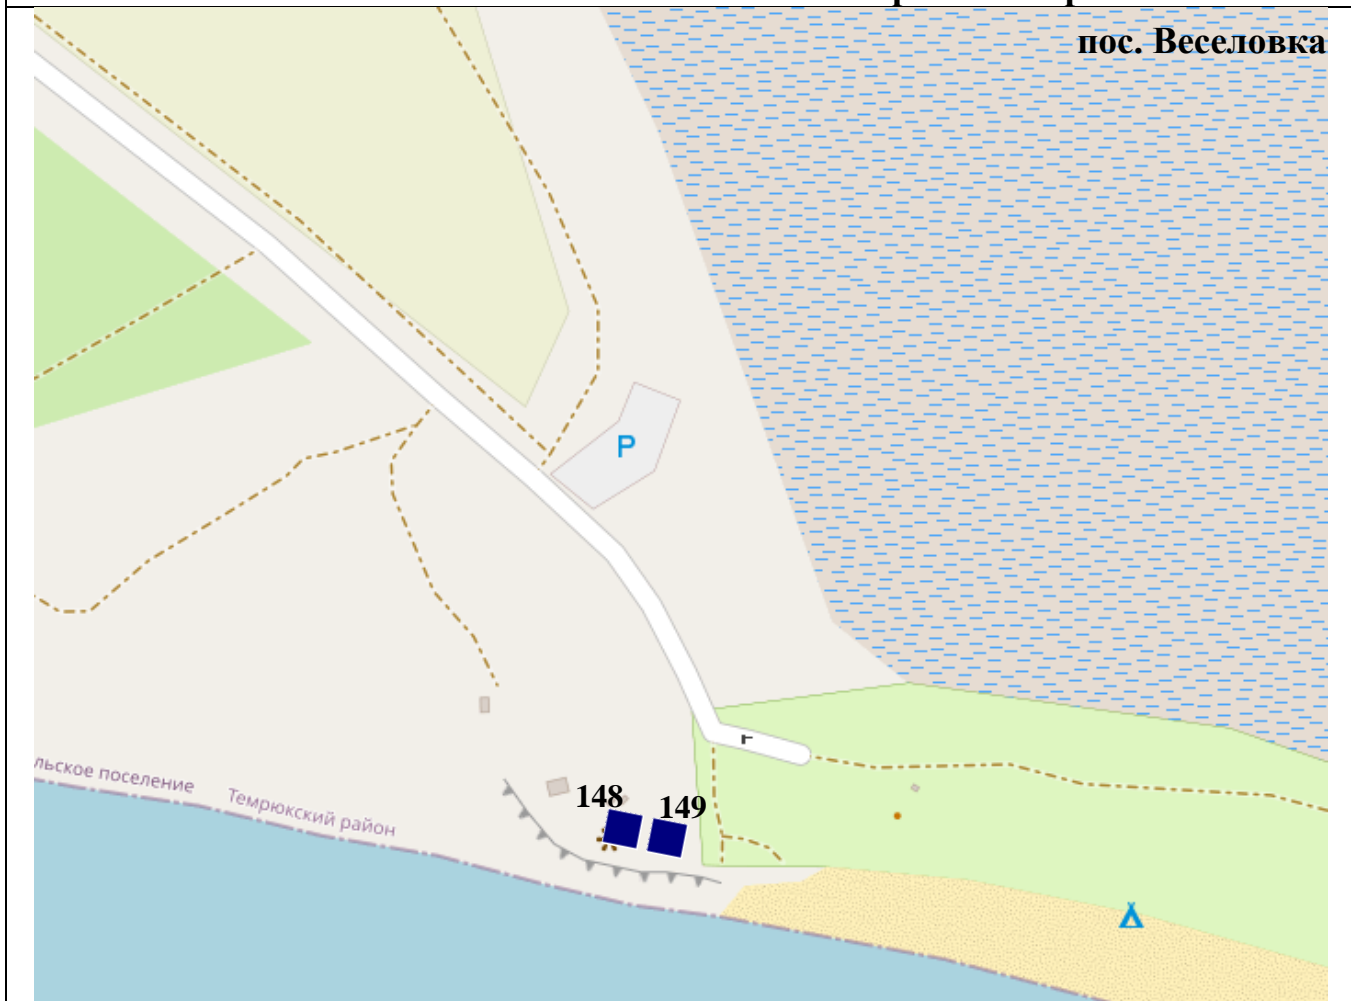 пос. Веселовка
P
г
льское поселение
Темрюкский район
148
149